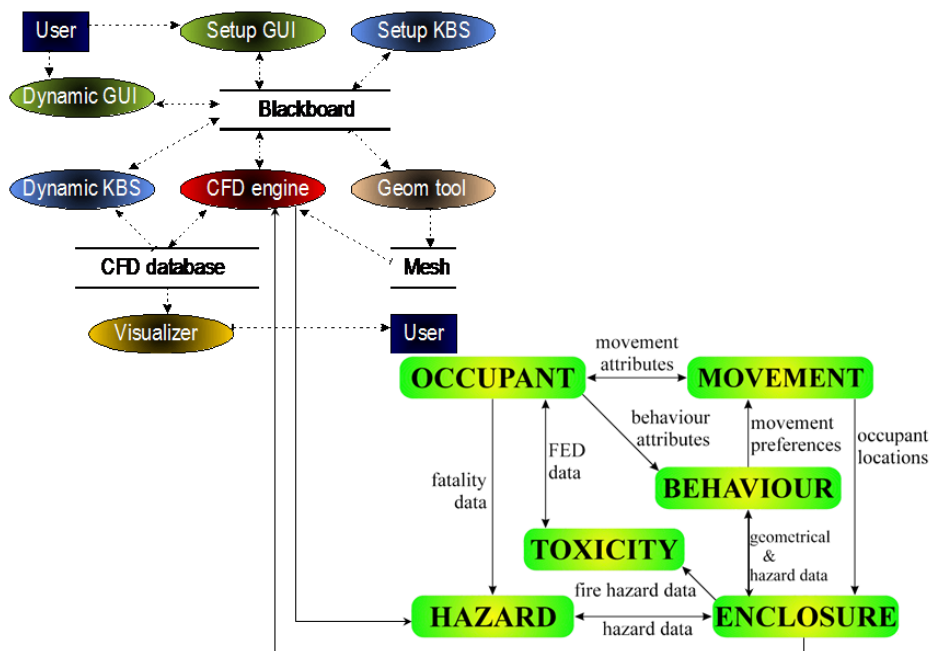 User
Setup GUI
Setup KBS
Dynamic GUI
Blackboard
Dynamic KBS
CFD engine
Geom tool
CFD database
Mesh
Visualizer
User
OCCUPANT
movement
attributes
MOVEMENT
behaviour
attributes
movement
preferences
occupant
locations
fatality
data
FED
data
BEHAVIOUR
TOXICITY
geometrical
&
hazard data
fire hazard data
HAZARD
hazard data
ENCLOSURE